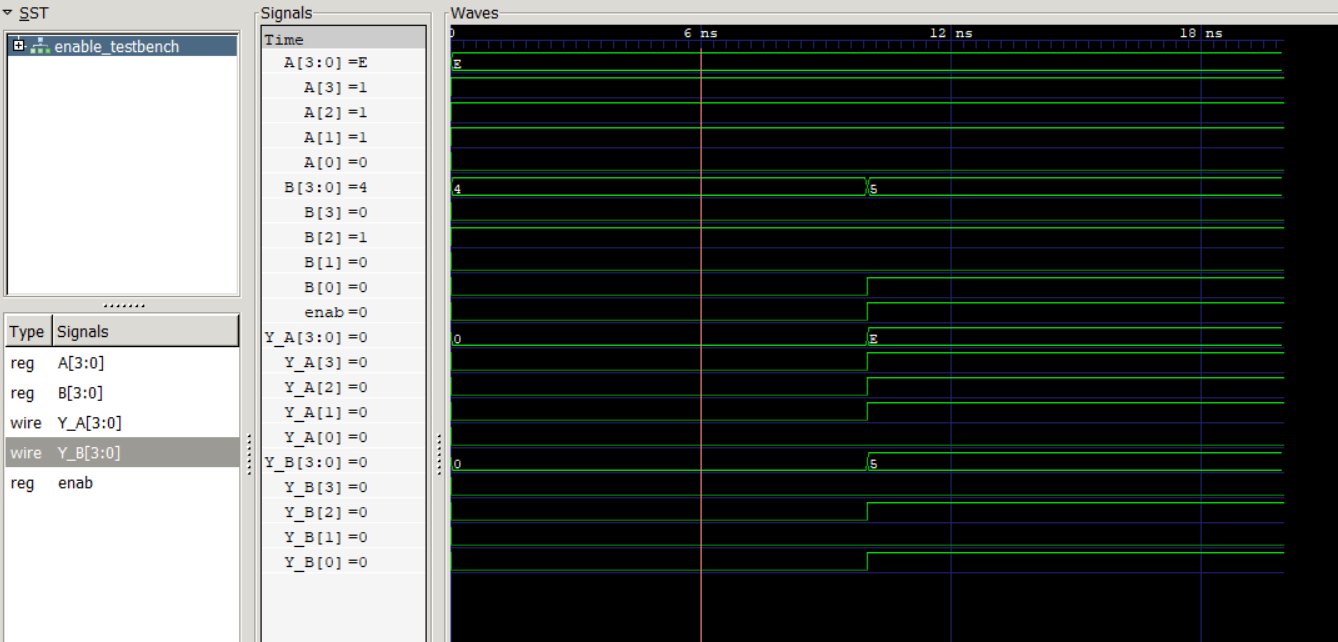 SST
enable_testbench
Type Signals
reg A[3:0]
reg B[3:0]
wire Y_A[3:0]
wire Y_B[3:0]
reg enab
Signals
Time
A[3:0] =E
A[3] =1
A[2] =1
A[1] =1
A[0] =0
B[3:0] =4
B[3] =0
B[2] =1
B[1] =0
B[0] =0
enab =0
Y_A[3:0] =0
Y_A[3] =0
Y_A[2] =0
Y_A[1] =0
Y_A[0] =0
Y_B[3:0] =0
Y_B[3] =0
Y_B[2] =0
Y_B[1] =0
Y_B[0] =0
Waves
0 6 ns 12 ns 18 ns
E
4 5
0 E
0 5